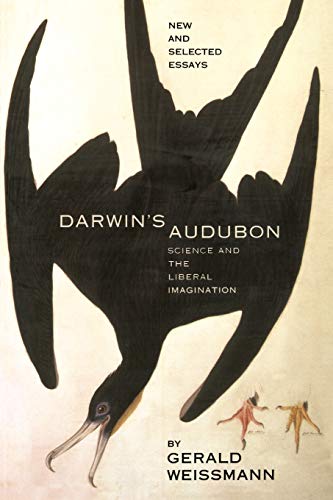 NEW
AND
SELECTED
ESSAYS
DARWIN'S
AUDUBON
SCIENCE AND
THE
LIBERAL
IMAGINATION
BY
GERALD
WEISSMANN